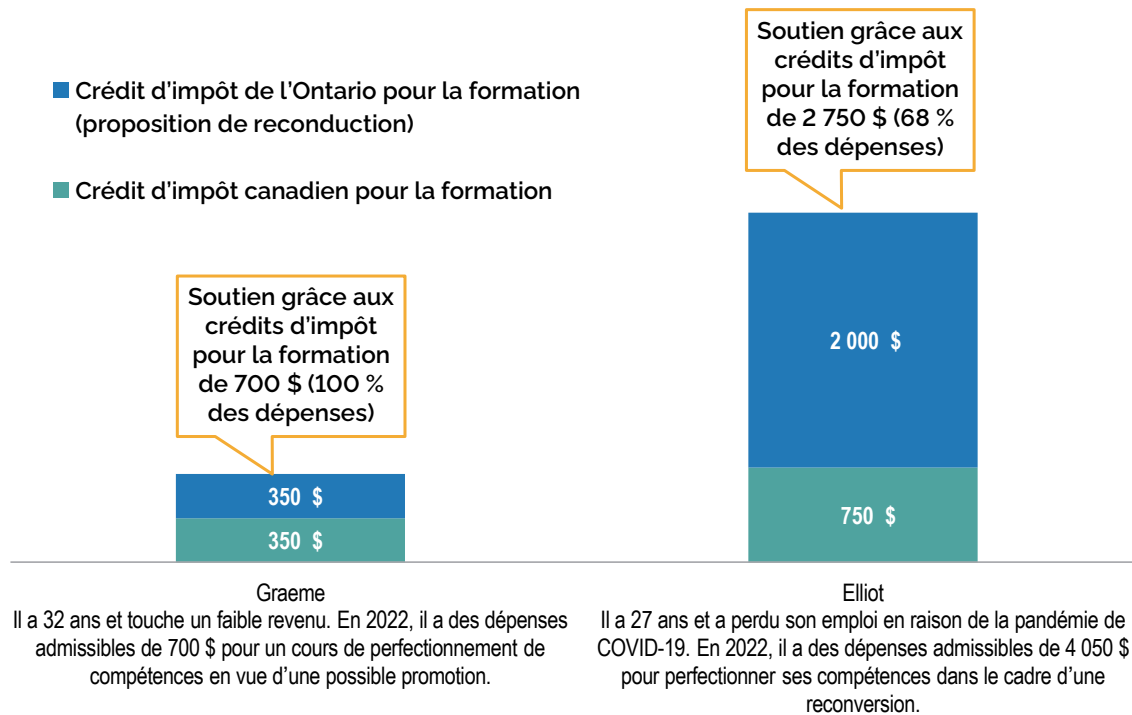 Crédit d'impôt de l'Ontario pour la formation
(proposition de reconduction)
Crédit d'impôt canadien pour la formation
Soutien grâce aux
crédits d'impôt
pour la formation
de 700 $ (100 %
des dépenses)
350 $
350 $
Soutien grâce aux
crédits d'impôt
pour la formation
de 2 750 $ (68 %
des dépenses)
2 000 $
750 $
Graeme
Il a 32 ans et touche un faible revenu. En 2022, il a des dépenses
admissibles de 700 $ pour un cours de perfectionnement de
compétences en vue d'une possible promotion.
Elliot
Il a 27 ans et a perdu son emploi en raison de la pandémie de
COVID-19. En 2022, il a des dépenses admissibles de 4 050 $
pour perfectionner ses compétences dans le cadre d'une
reconversion.